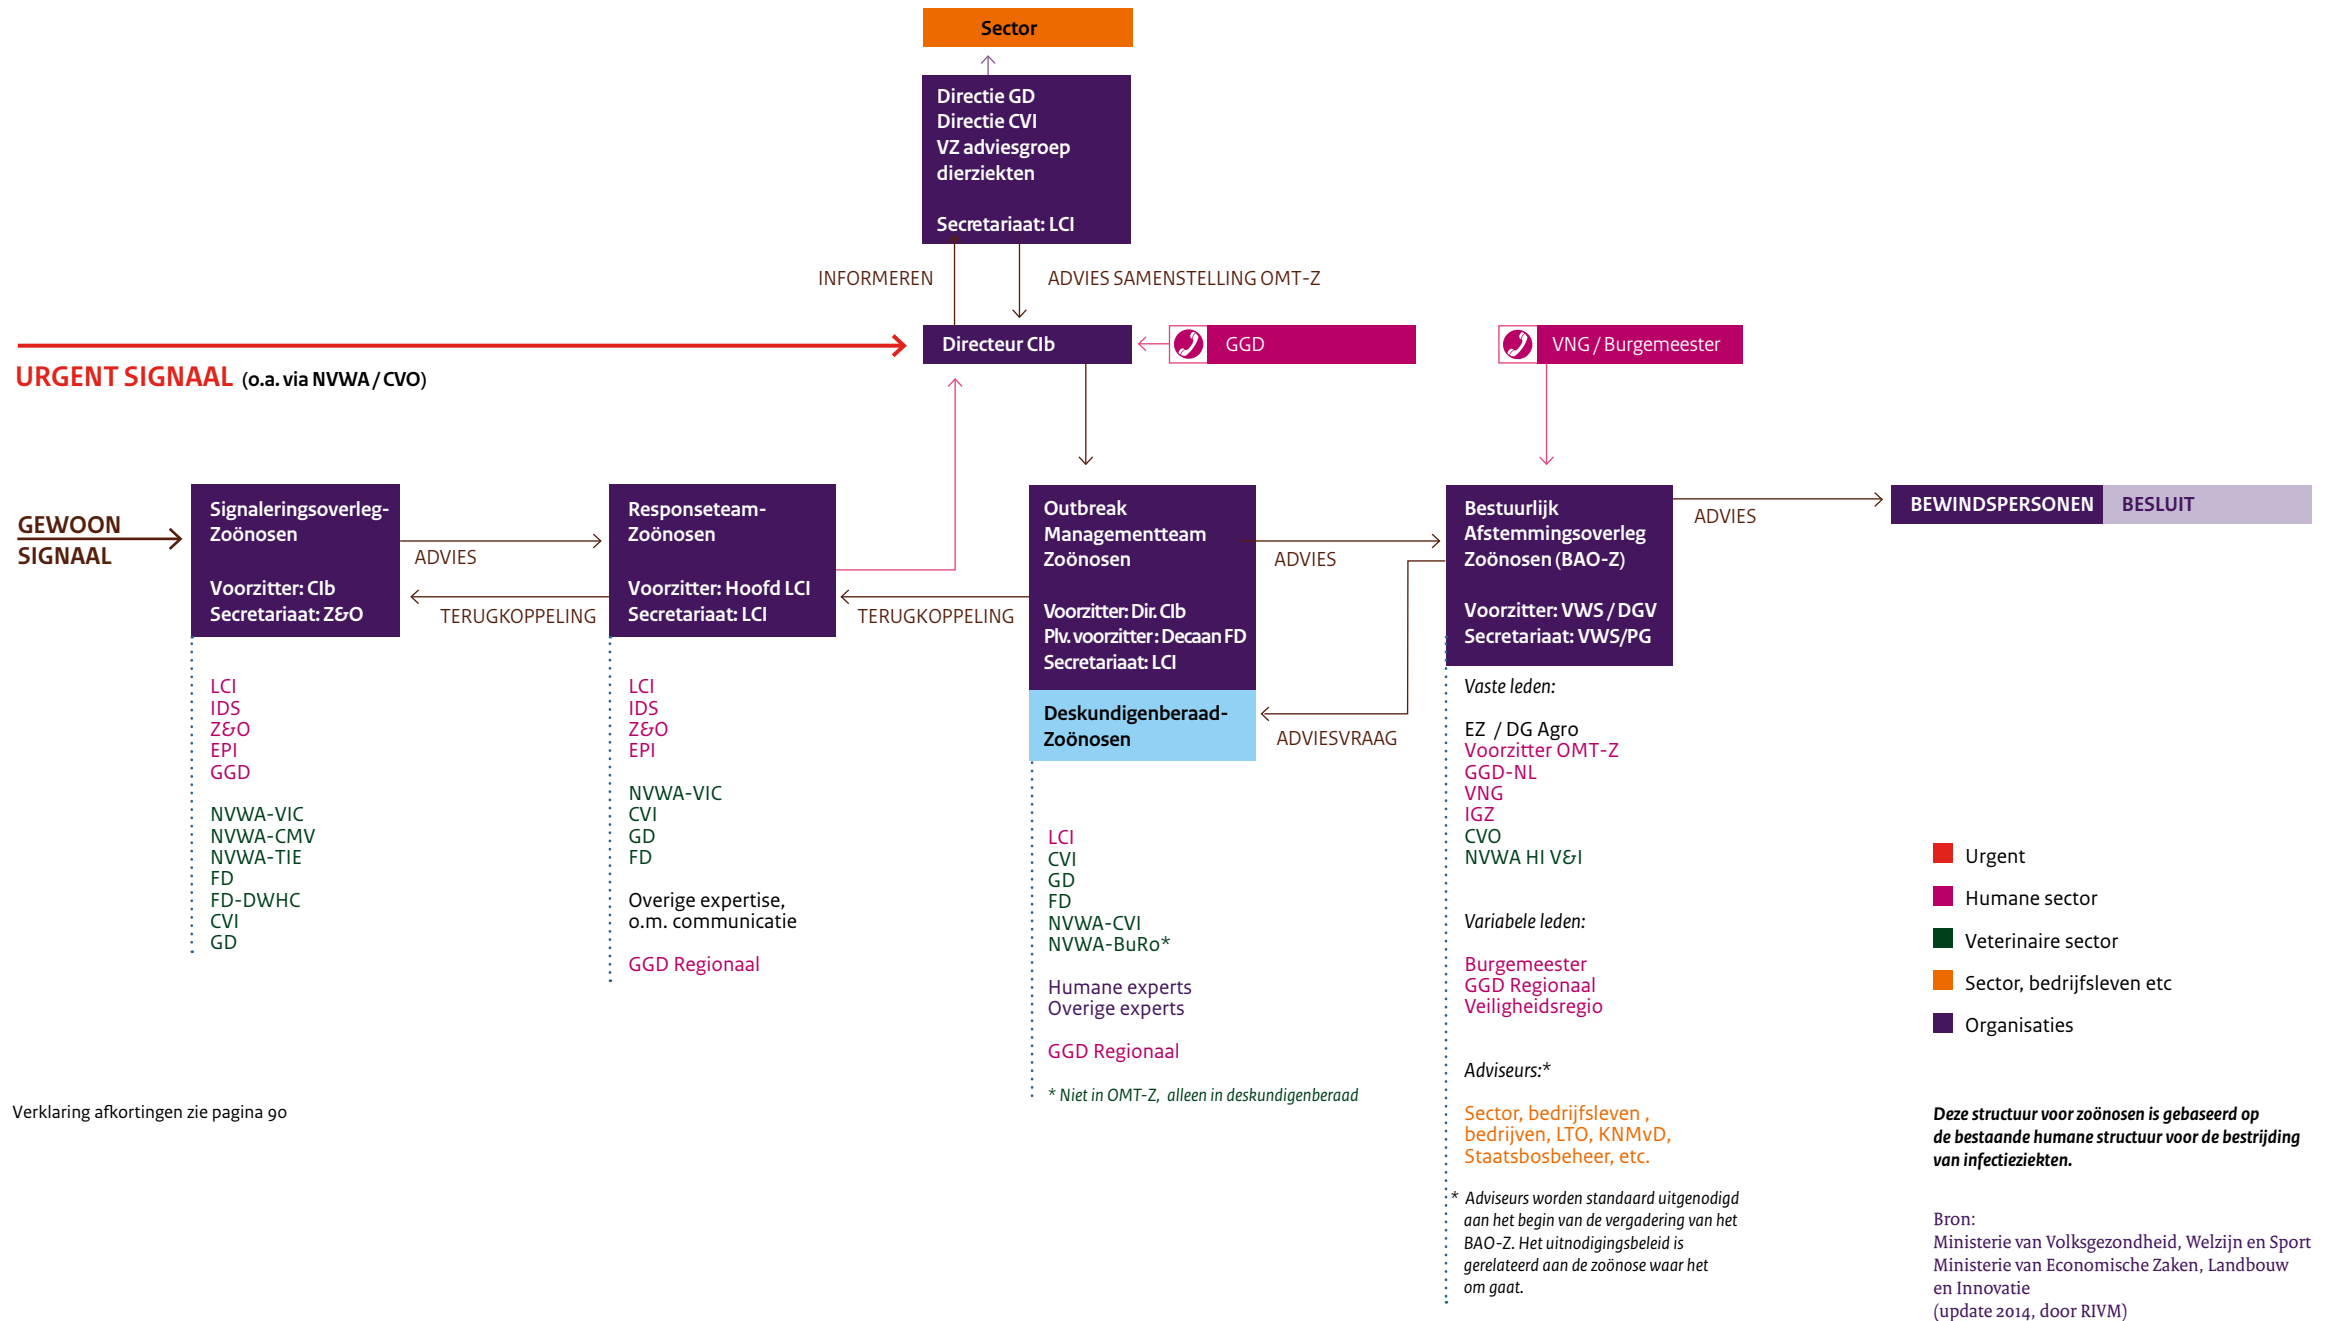 Sector
Directie GD
Directie CVI
VZ adviesgroep
dierziekten
Secretariaat: LCI
INFORMEREN
ADVIES SAMENSTELLING OMT-Z
Directeur CIb
GGD
VNG / Burgemeester
URGENT SIGNAAL (o.a. via NVWA / CVO)
GEWOON
SIGNAAL
Signaleringsoverleg-
Zoönosen
Voorzitter: CIb
Secretariaat: Z&O
ADVIES
TERUGKOPPELING
Responseteam-
Zoönosen
Voorzitter: Hoofd LCI
Secretariaat: LCI
TERUGKOPPELING
Outbreak
Managementteam
Zoönosen
Voorzitter: Dir. CIb
Plv. voorzitter : Decaan FD
Secretariaat: LCI
Deskundigenberaad-
Zoönosen
ADVIES
ADVIESVRAAG
Bestuurlijk
Afstemmingsoverleg
Zoönosen (BAO-Z)
Voorzitter: VWS / DGV
Secretariaat: VWS/PG
ADVIES
BEWINDSPERSONEN
BESLUIT
LCI
IDS
Z&O
EPI
GGD
NVWA-VIC
NVWA-CMV
NVWA-TIE
FD
FD-DWHC
CVI
GD
LCI
IDS
Z&O
EPI
NVWA-VIC
CVI
GD
FD
Overige expertise,
o.m. communicatie
GGD Regionaal
LCI
CVI
GD
FD
NVWA-CVI
NVWA-BuRo*
Humane experts
Overige experts
GGD Regionaal
* Niet in OMT-Z, alleen in deskundigenberaad
Vaste leden:
EZ / DG Agro
Voorzitter OMT-Z
GGD-NL
VNG
IGZ
CVO
NVWA HI V&I
Variabele leden:
Burgemeester
GGD Regionaal
Veiligheidsregio
Adviseurs:*
Sector, bedrijfsleven ,
bedrijven, LTO, KNMvD,
Staatsbosbeheer, etc.
* Adviseurs worden standaard uitgenodigd
aan het begin van de vergadering van het
BAO-Z. Het uitnodigingsbeleid is
gerelateerd aan de zoönose waar het
om gaat.
Urgent
Humane sector
Veterinaire sector
Sector, bedrijfsleven etc
Organisaties
Verklaring afkortingen zie pagina 90
Deze structuur voor zoönosen is gebaseerd op
de bestaande humane structuur voor de bestrijding
van infectieziekten.
Bron:
Ministerie van Volksgezondheid, Welzijn en Sport
Ministerie van Economische Zaken, Landbouw
en Innovatie
(update 2014, door RIVM)